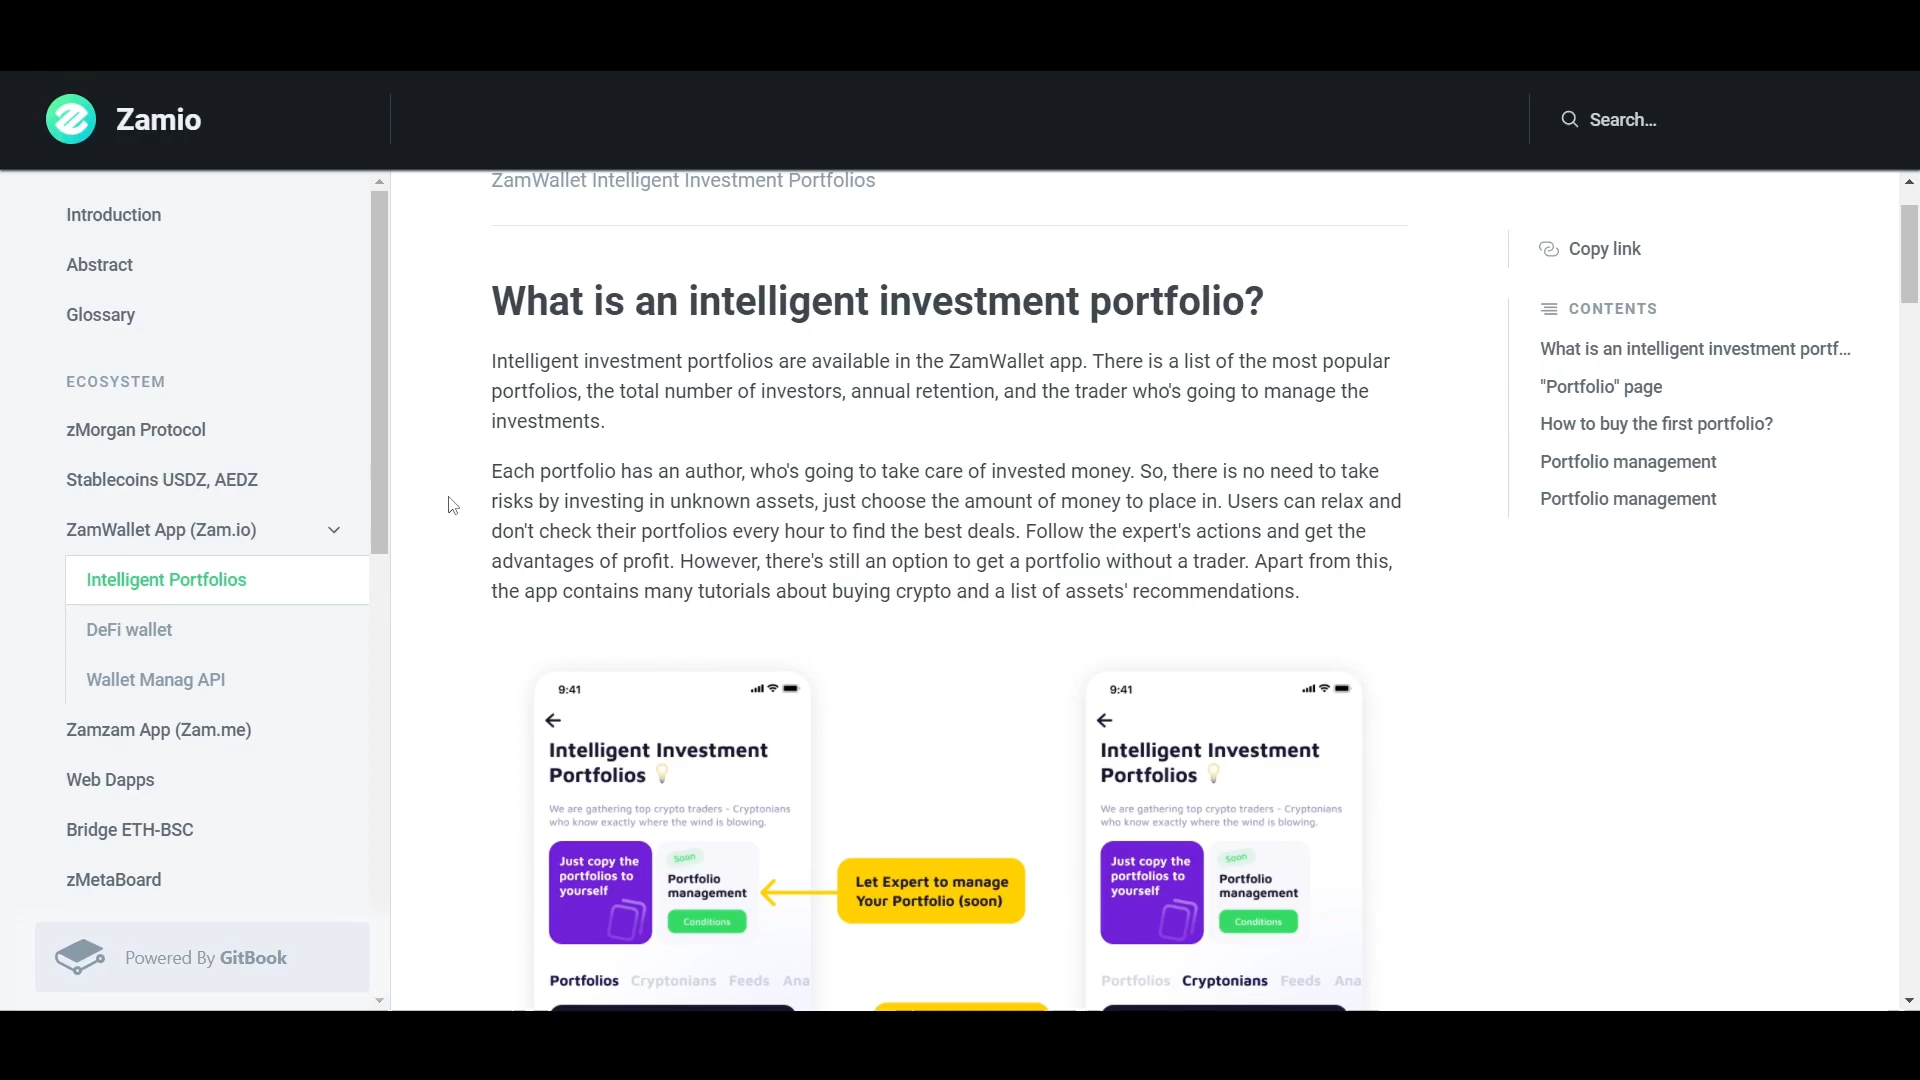 Zamio
Search...
Introduction
Abstract
Glossary
ECOSYSTEM
zMorgan Protocol
Stablecoins USDZ, AEDZ
ZamWallet App (Zam.io)
Intelligent Portfolios
DeFi wallet
Wallet Manag API
Zamzam App (Zam.me)
Web Dapps
Bridge ETH-BSC
zMetaBoard
Powered By GitBook
ZamWallet Intelligent Investment Portfolios
What is an intelligent investment portfolio?
Intelligent investment portfolios are available in the ZamWallet app. There is a list of the most popular
portfolios, the total number of investors, annual retention, and the trader who's going to manage the
investments.
Each portfolio has an author, who's going to take care of invested money. So, there is no need to take
risks by investing in unknown assets, just choose the amount of money to place in. Users can relax and
don't check their portfolios every hour to find the best deals. Follow the expert's actions and get the
advantages of profit. However, there's still an option to get a portfolio without a trader. Apart from this,
the app contains many tutorials about buying crypto and a list of assets' recommendations.
9:41
Intelligent Investment
Portfolios
We are gathering top crypto traders - Cryptonians
who know exactly where the wind is blowing.
Just copy the
portfolios to
yourself
Soon
Portfolio
management
Conditions
Portfolios Cryptonians Feeds Ana
Let Expert to manage
Your Portfolio (soon)
9:41
Intelligent Investment
Portfolios
We are gathering top crypto traders - Cryptonians
who know exactly where the wind is blowing.
Just copy the
portfolios to
yourself
Soon
Portfolio
management
Conditions
Portfolios Cryptonians Feeds Ana
Copy link
CONTENTS
What is an intelligent investment portf...
"Portfolio" page
How to buy the first portfolio?
Portfolio management
Portfolio management